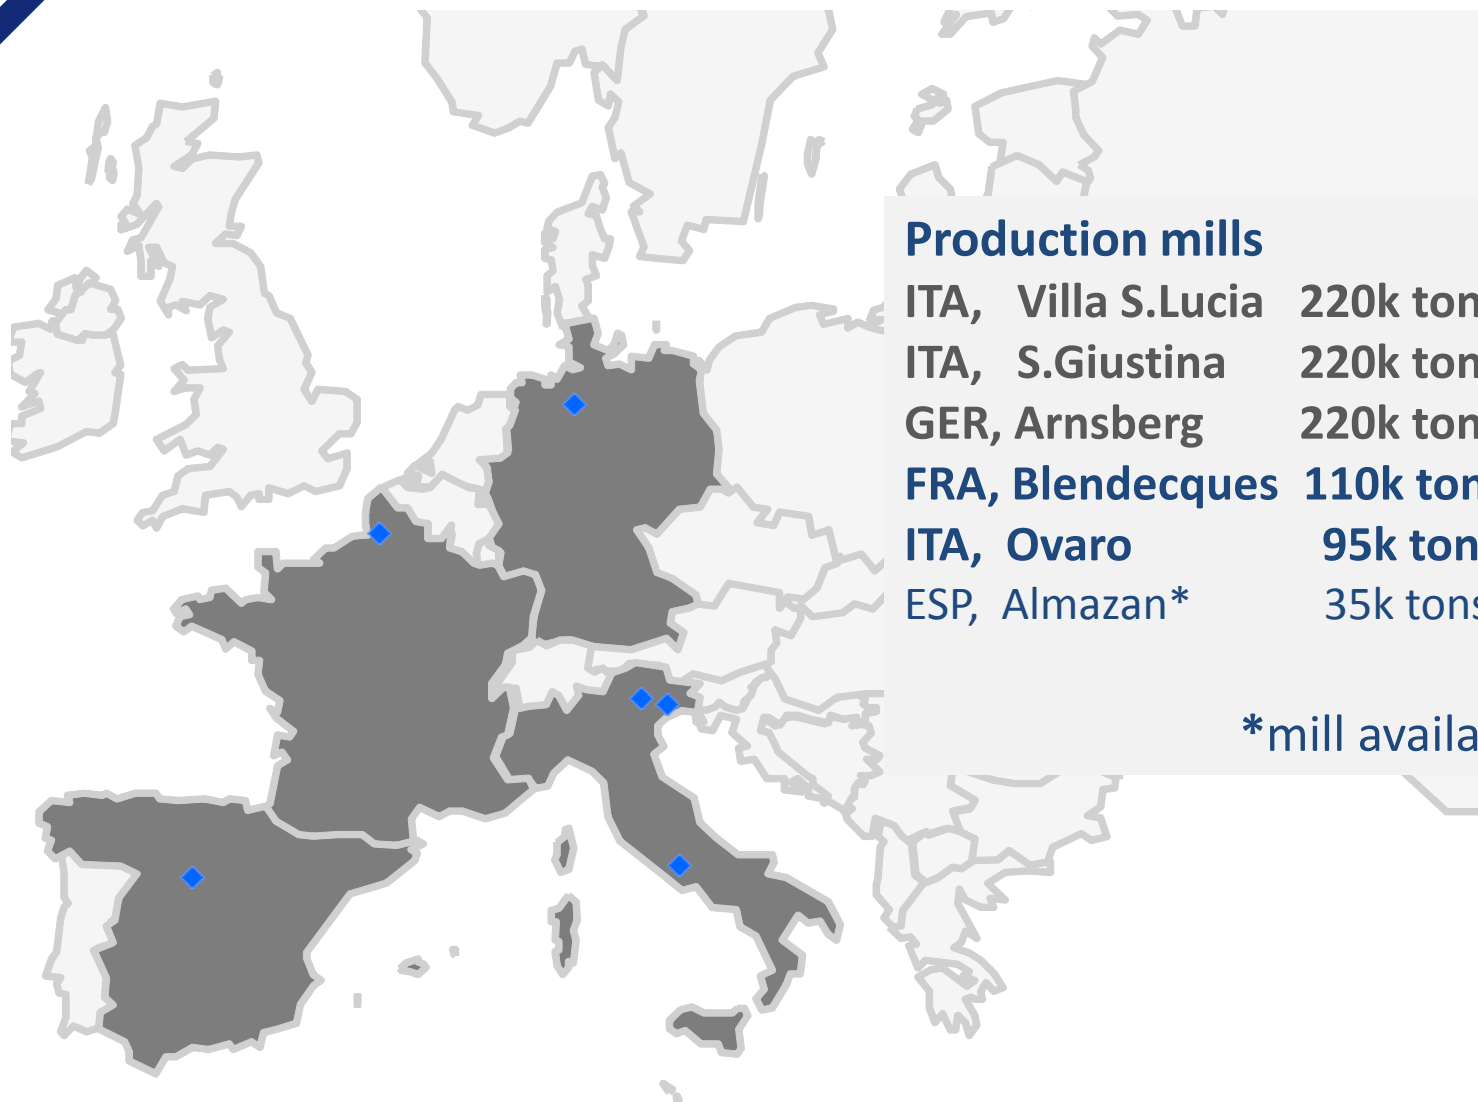 Production mills
ITA, Villa S.Lucia 220k ton
ITA, S.Giustina 220k ton
GER, Arnsberg 220k ton
FRA, Blendecques 110k ton
ITA, Ovaro 95k ton
ESP, Almazan* 35k tons
*mill availa